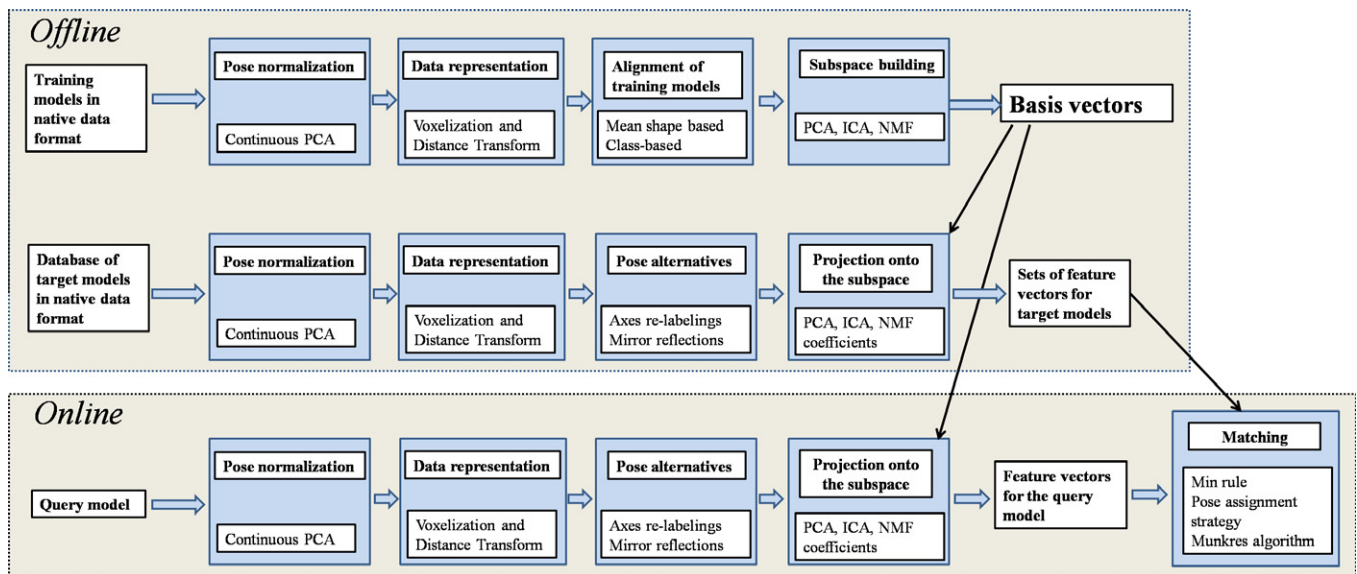 Offline
Training
models in
native data
format
Pose normalization
Continuous PCA
Data representation
Voxelization and
Distance Transform
Alignment of
training models
Mean shape based
Class-based
Subspace building
PCA, ICA, NMF
Basis vectors
Database of
target models
in native data
format
Pose normalization
Continuous PCA
Data representation
Voxelization and
Distance Transform
Pose alternatives
Axes re-labelings
Mirror reflections
Projection onto
the subspace
PCA, ICA, NMF
coefficients
Sets of feature
vectors for
target models
Online
Query model
Pose normalization
Continuous PCA
Data representation
Voxelization and
Distance Transform
Pose alternatives
Axes re-labelings
Mirror reflections
Projection onto
the subspace
PCA, ICA, NMF
coefficients
Feature vectors
for the query
model
Matching
Min rule
Pose assignment
strategy
Munkres algorithm